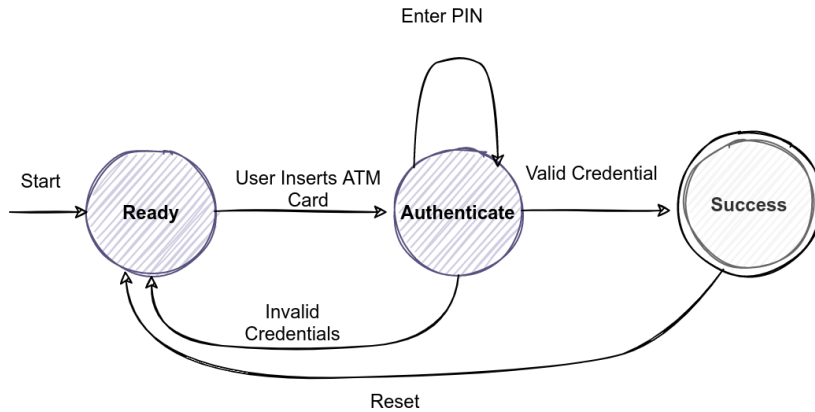 Enter PIN
Start
User Inserts ATM
Card
Valid Credential
Ready
Authenticate
Success
Invalid
Credentials
Reset